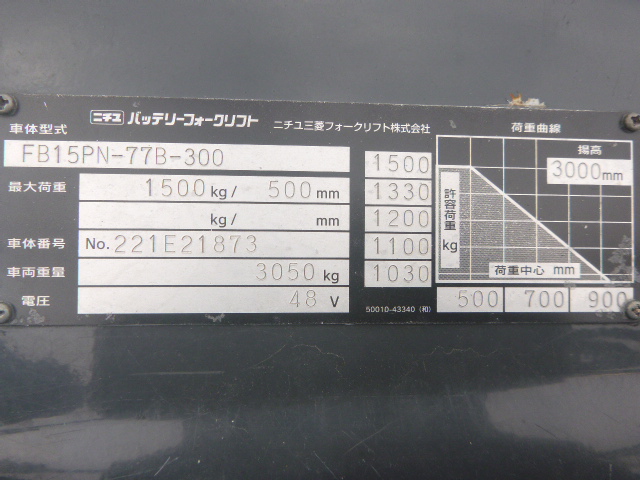 ニチユ バッテリーフォークリフト ニチユ三菱フォークリフト株式会社
車体型式 FB15PN-77B-300
最大荷重 1500 kg/ 500 mm
kg/ mm
車体番号 No. 221E21873
車両重量 3050 kg
電圧 48 V
荷重曲線
揚高
3000 mm
1500
1330
1200
1100
1030
許容荷重 kg
荷重中心 mm
500 700 900
50010-43340 (和)